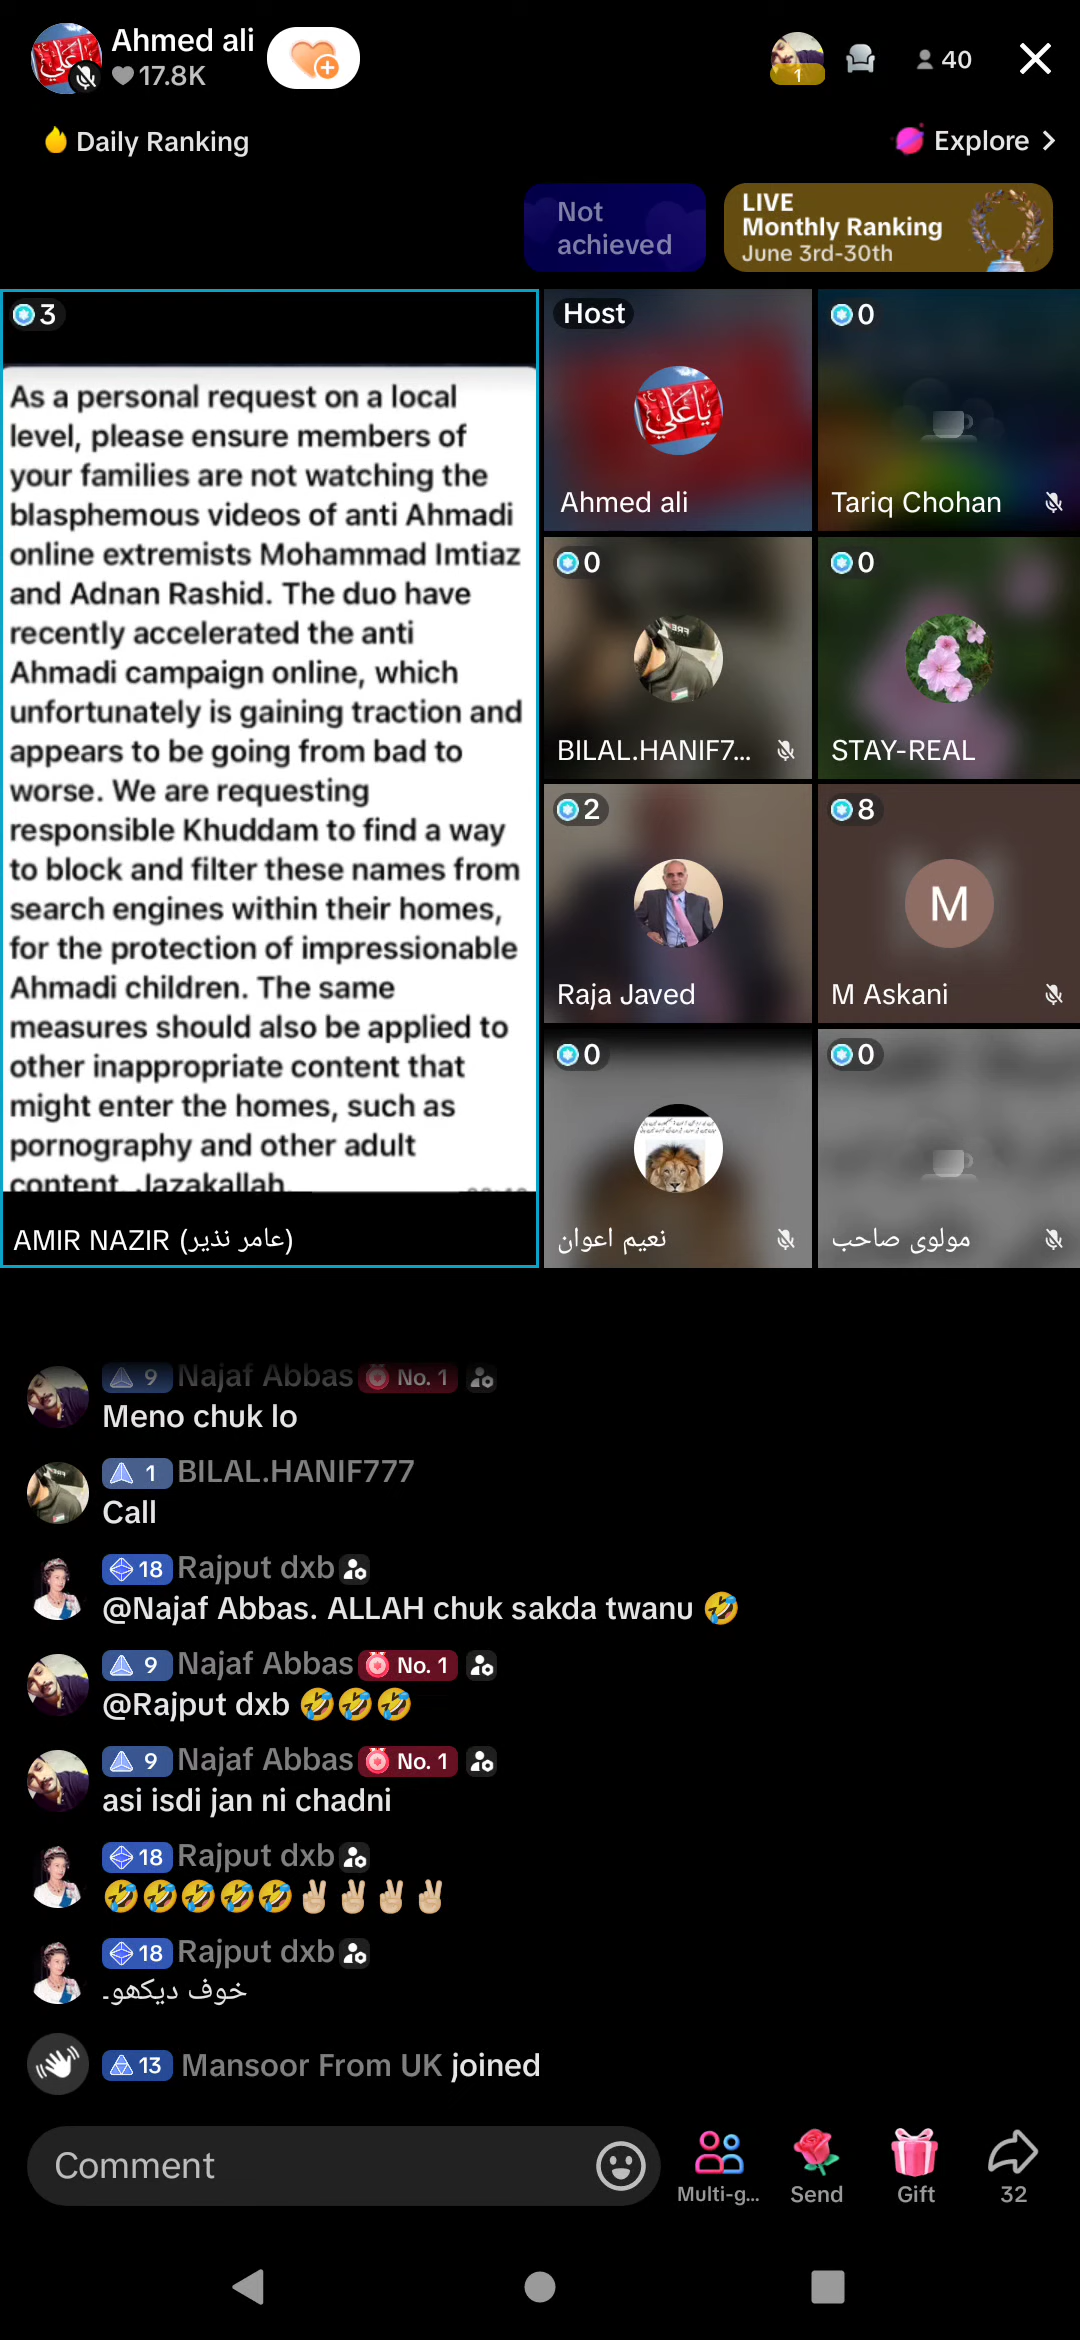 Ahmed ali
17.8K
1
40
Daily Ranking
Explore
Not
achieved
LIVE
Monthly Ranking
June 3rd-30th
3
As a personal request on a local
level, please ensure members of
your families are not watching the
blasphemous videos of anti Ahmadi
online extremists Mohammad Imtiaz
and Adnan Rashid. The duo have
recently accelerated the anti
Ahmadi campaign online, which
unfortunately is gaining traction and
appears to be going from bad to
worse. We are requesting
responsible Khuddam to find a way
to block and filter these names from
search engines within their homes,
for the protection of impressionable
Ahmadi children. The same
measures should also be applied to
other inappropriate content that
might enter the homes, such as
pornography and other adult
content. Jazakallah
AMIR NAZIR (عامر نذیر)
Host
یا علي
Ahmed ali
0
Tariq Chohan
0
BILAL.HANIF7...
0
STAY-REAL
2
Raja Javed
8
M
M Askani
0
نعیم اعوان
0
مولوی صاحب
9 Najaf Abbas No. 1
Meno chuk lo
1 BILAL.HANIF777
Call
18 Rajput dxb
@Najaf Abbas. ALLAH chuk sakda twanu 🤣
9 Najaf Abbas No. 1
@Rajput dxb 🤣🤣🤣
9 Najaf Abbas No. 1
asi isdi jan ni chadni
18 Rajput dxb
🤣🤣🤣🤣🤣✌🏼✌🏼✌🏼✌🏼
18 Rajput dxb
خوف دیکھو۔
13 Mansoor From UK joined
Comment
Multi-g...
Send
Gift
32